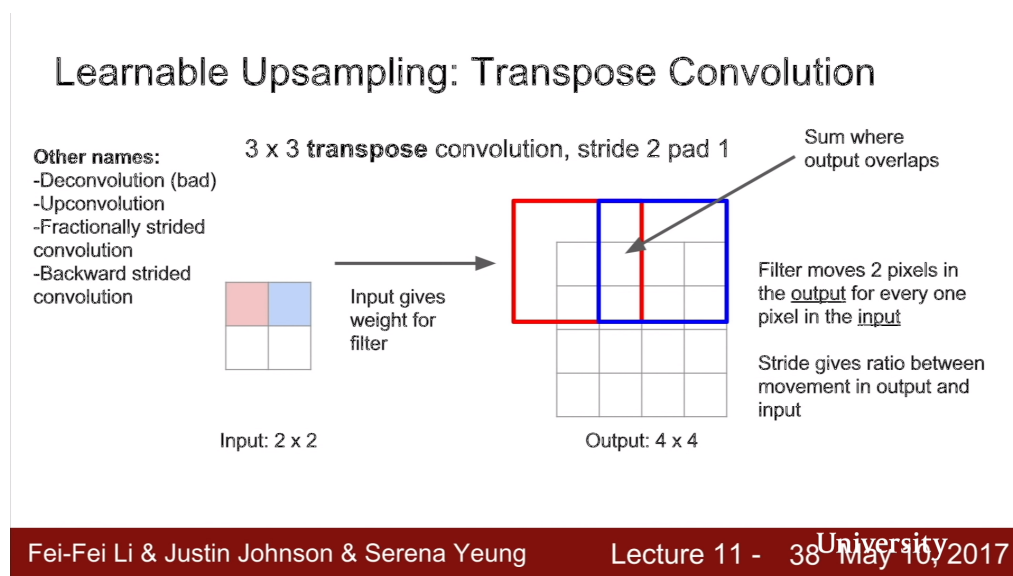 Learnable Upsampling: Transpose Convolution
Other names:
-Deconvolution (bad)
-Upconvolution
-Fractionally strided
convolution
-Backward strided
convolution
3 x 3 transpose convolution, stride 2 pad 1
Sum where
output overlaps
Input gives
weight for
filter
Filter moves 2 pixels in
the output for every one
pixel in the input
Stride gives ratio between
movement in output and
input
Input: 2 x 2
Output: 4 x 4
Fei-Fei Li & Justin Johnson & Serena Yeung
Lecture 11 - 38
University
May 10, 2017